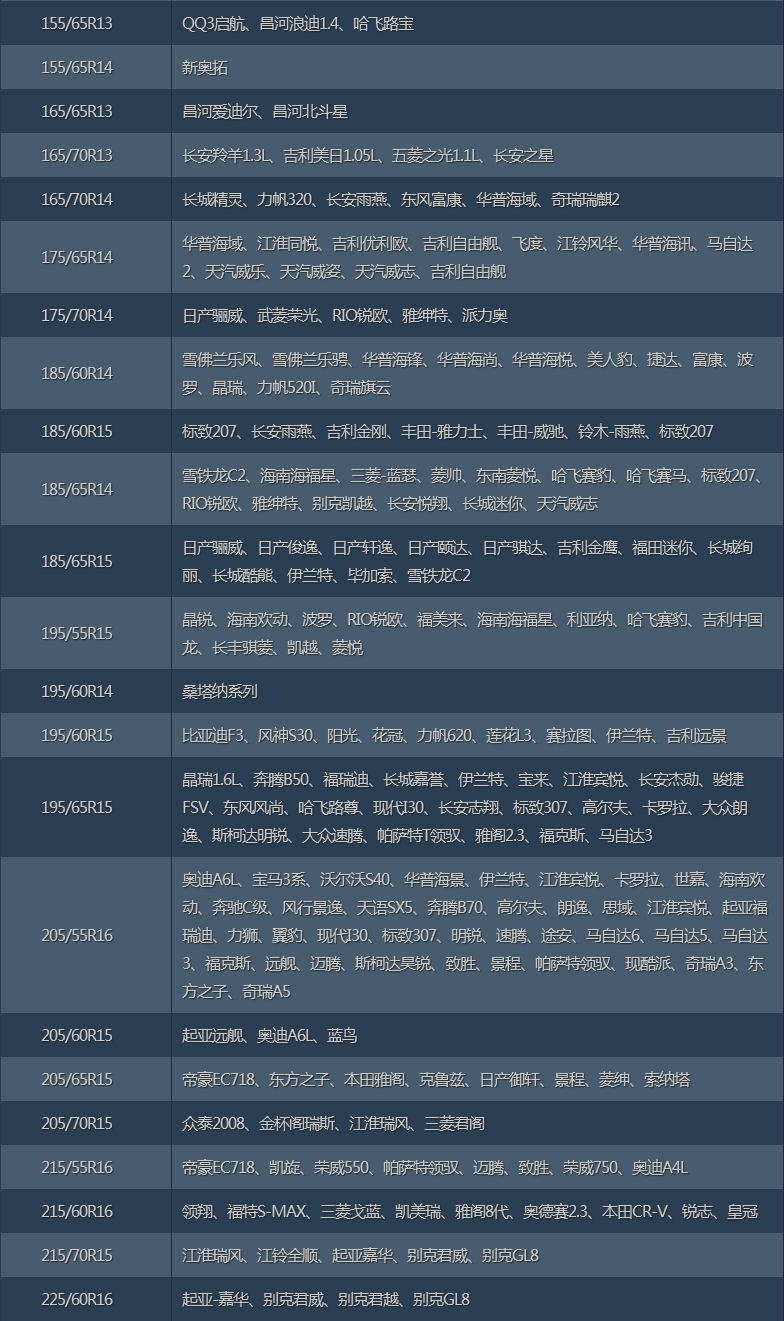 155/65R13 QQ3启航、昌河浪迪1.4、哈飞路宝
155/65R14 新奥拓
165/65R13 昌河爱迪尔、昌河北斗星
165/70R13 长安羚羊1.3L、吉利美日1.05L、五菱之光1.1L、长安之星
165/70R14 长城精灵、力帆320、长安雨燕、东风富康、华普海域、奇瑞瑞麒2
175/65R14 华普海域、江淮同悦、吉利优利欧、吉利自由舰、飞度、江铃风华、华普海讯、马自达
2、天汽威乐、天汽威姿、天汽威志、吉利自由舰
175/70R14 日产骊威、武菱荣光、RIO锐欧、雅绅特、派力奥
185/60R14 雪佛兰乐风、雪佛兰乐骋、华普海锋、华普海尚、华普海悦、美人豹、捷达、富康、波
罗、晶瑞、力帆520I、奇瑞旗云
185/60R15 标致207、长安雨燕、吉利金刚、丰田-雅力士、丰田-威驰、铃木-雨燕、标致207
185/65R14 雪铁龙C2、海南海福星、三菱-蓝瑟、菱帅、东南菱悦、哈飞赛豹、哈飞赛马、标致207、
RIO锐欧、雅绅特、别克凯越、长安悦翔、长城迷你、天汽威志
185/65R15 日产骊威、日产俊逸、日产轩逸、日产颐达、日产骐达、吉利金鹰、福田迷你、长城绚
丽、长城酷熊、伊兰特、毕加索、雪铁龙C2
195/55R15 晶锐、海南欢动、波罗、RIO锐欧、福美来、海南海福星、利亚纳、哈飞赛豹、吉利中国
龙、长丰骐菱、凯越、菱悦
195/60R14 桑塔纳系列
195/60R15 比亚迪F3、风神S30、阳光、花冠、力帆620、莲花L3、赛拉图、伊兰特、吉利远景
195/65R15 晶瑞1.6L、奔腾B50、福瑞迪、长城嘉誉、伊兰特、宝来、江淮宾悦、长安杰勋、骏捷
FSV、东风风尚、哈飞路尊、现代I30、长安志翔、标致307、高尔夫、卡罗拉、大众朗
逸、斯柯达明锐、大众速腾、帕萨特T领驭、雅阁2.3、福克斯、马自达3
205/55R16 奥迪A6L、宝马3系、沃尔沃S40、华普海景、伊兰特、江淮宾悦、卡罗拉、世嘉、海南欢
动、奔驰C级、风行景逸、天语SX5、奔腾B70、高尔夫、朗逸、思域、江淮宾悦、起亚福
瑞迪、力狮、翼豹、现代I30、标致307、明锐、速腾、途安、马自达6、马自达5、马自达
3、福克斯、远舰、迈腾、斯柯达昊锐、致胜、景程、帕萨特领驭、现酷派、奇瑞A3、东
方之子、奇瑞A5
205/60R15 起亚远舰、奥迪A6L、蓝鸟
205/65R15 帝豪EC718、东方之子、本田雅阁、克鲁兹、日产御轩、景程、菱绅、索纳塔
205/70R15 众泰2008、金杯阁瑞斯、江淮瑞风、三菱君阁
215/55R16 帝豪EC718、凯旋、荣威550、帕萨特领驭、迈腾、致胜、荣威750、奥迪A4L
215/60R16 领翔、福特S-MAX、三菱戈蓝、凯美瑞、雅阁8代、奥德赛2.3、本田CR-V、锐志、皇冠
215/70R15 江淮瑞风、江铃全顺、起亚嘉华、别克君威、别克GL8
225/60R16 起亚-嘉华、别克君威、别克君越、别克GL8